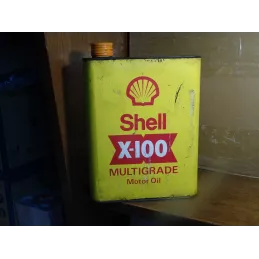 Shell
X-100
MULTIGRADE
Motor Oil